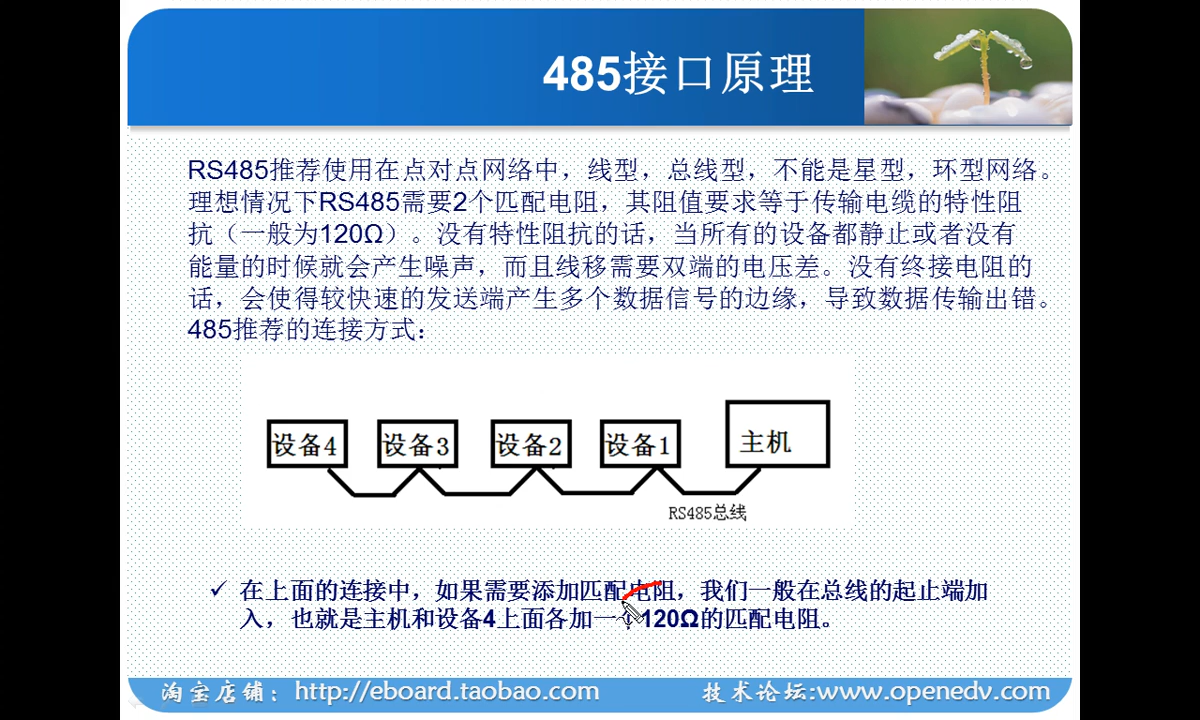 485接口原理
RS485推荐使用在点对点网络中，线型，总线型，不能是星型，环型网络。
理想情况下RS485需要2个匹配电阻，其阻值要求等于传输电缆的特性阻
抗（一般为120Ω）。没有特性阻抗的话，当所有的设备都静止或者没有
能量的时候就会产生噪声，而且线移需要双端的电压差。没有终接电阻的
话，会使得较快速的发送端产生多个数据信号的边缘，导致数据传输出错。
485推荐的连接方式：
设备4 设备3 设备2 设备1 主机
RS485总线
✓ 在上面的连接中，如果需要添加匹配电阻，我们一般在总线的起止端加
入，也就是主机和设备4上面各加一个120Ω的匹配电阻。
淘宝店铺：http://eboard.taobao.com 技术论坛:www.openedv.com